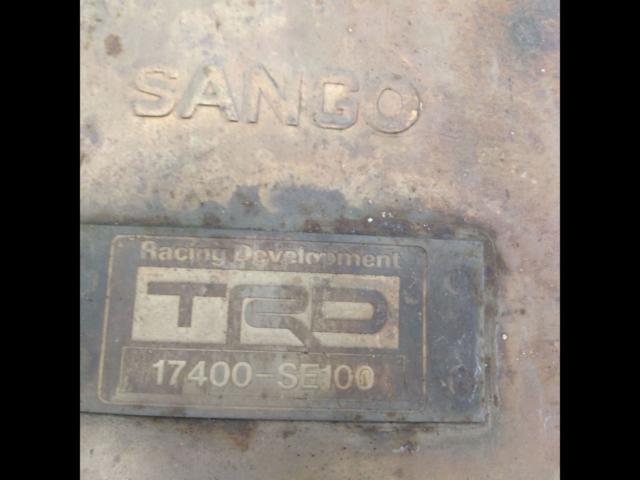 SANGO
Racing Development
TRD
17400-SE100